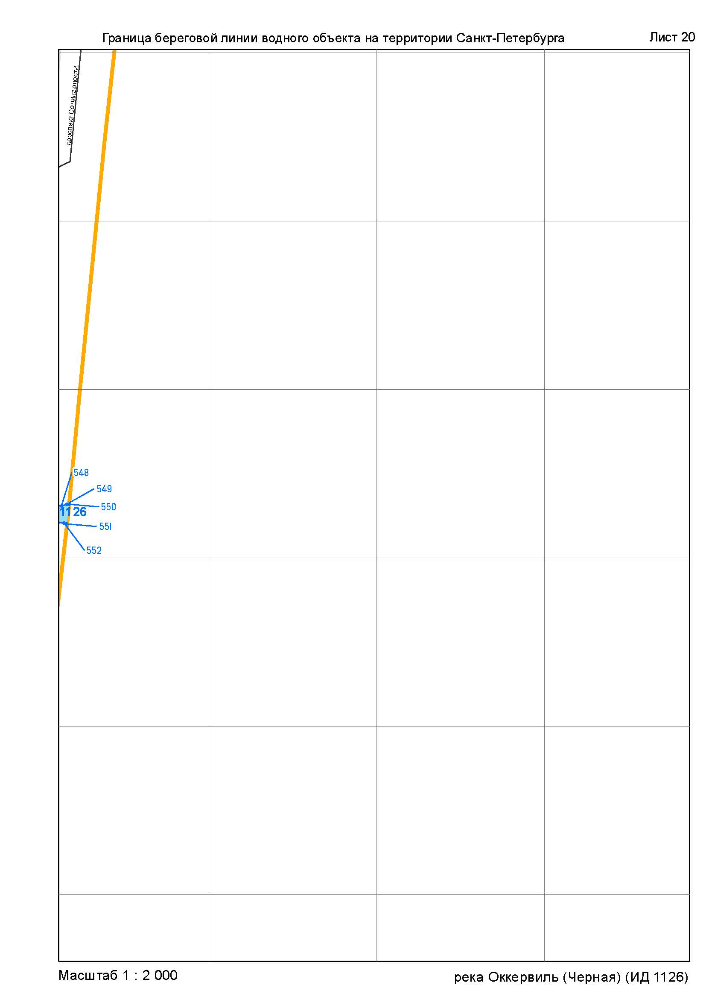 Граница береговой линии водного объекта на территории Санкт-Петербурга
Лист 20
проспект Солидарности
548
549
550
1126
551
552
Масштаб 1 : 2 000
река Оккервиль (Черная) (ИД 1126)